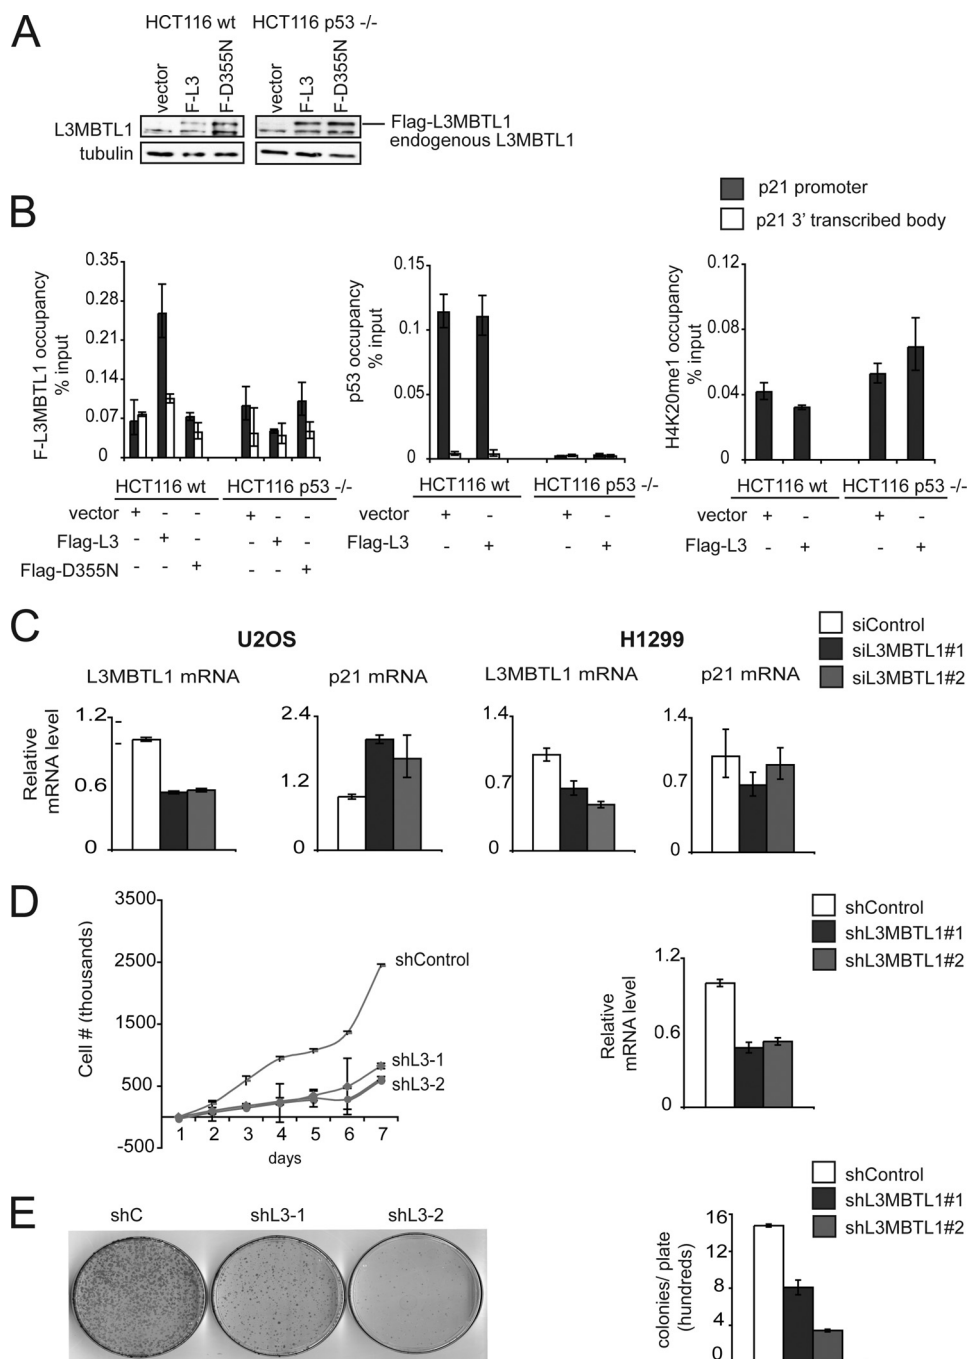 A
HCT116 wt HCT116 p53 -/-
vector F-L3 F-D355N vector F-L3 F-D355N
L3MBTL1 Flag-L3MBTL1
endogenous L3MBTL1
tubulin
p21 promoter
p21 3' transcribed body
B
F-L3MBTL1 occupancy
% input
0.35
0.28
0.21
0.14
0.07
0
HCT116 wt HCT116 p53 -/-
vector + - - + - -
Flag-L3 - + - - + -
Flag-D355N - - + - - +
p53 occupancy
% input
0.15
0.1
0.05
0
HCT116 wt HCT116 p53 -/-
vector + - + -
Flag-L3 - + - +
H4K20me1 occupancy
% input
0.12
0.08
0.04
0
HCT116 wt HCT116 p53 -/-
vector + - + -
Flag-L3 - + - +
C
U2OS H1299
siControl
siL3MBTL1#1
siL3MBTL1#2
L3MBTL1 mRNA p21 mRNA L3MBTL1 mRNA p21 mRNA
Relative
mRNA level
1.2 2.4 1.4 1.4
0.6 1.2 0.7 0.7
0 0 0 0
D
Cell # (thousands)
3500
2500
1500
500
-500
shControl
shL3-1
shL3-2
1 2 3 4 5 6 7
days
shControl
shL3MBTL1#1
shL3MBTL1#2
Relative
mRNA level
1.2
0.6
0
E
shC shL3-1 shL3-2
shControl
shL3MBTL1#1
shL3MBTL1#2
colonies/ plate
(hundreds)
16
12
8
4
0